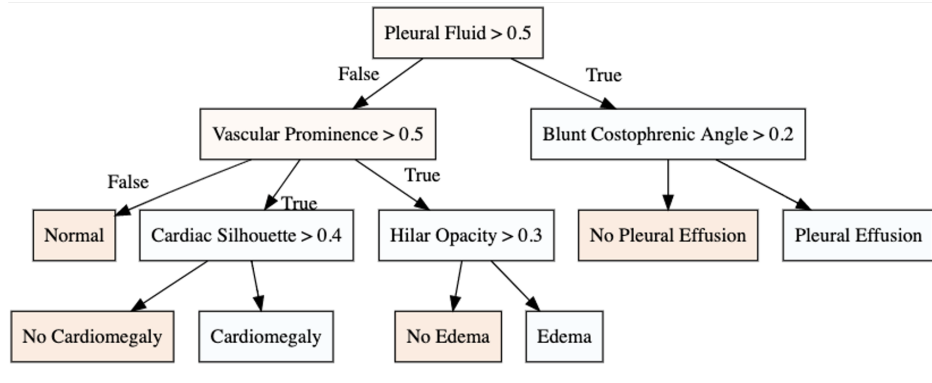 Pleural Fluid > 0.5
False
True
Vascular Prominence > 0.5
Blunt Costophrenic Angle > 0.2
False
True
True
Normal
Cardiac Silhouette > 0.4
Hilar Opacity > 0.3
No Pleural Effusion
Pleural Effusion
No Cardiomegaly
Cardiomegaly
No Edema
Edema